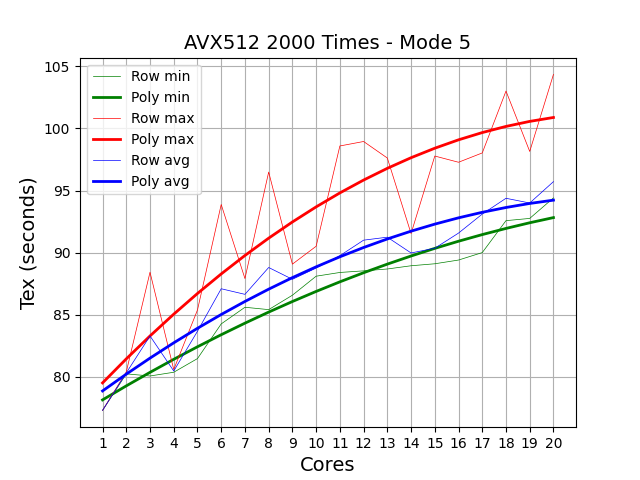 AVX512 2000 Times - Mode 5
Row min
Poly min
Row max
Poly max
Row avg
Poly avg
105
100
95
90
85
80
Tex (seconds)
1 2 3 4 5 6 7 8 9 10 11 12 13 14 15 16 17 18 19 20
Cores